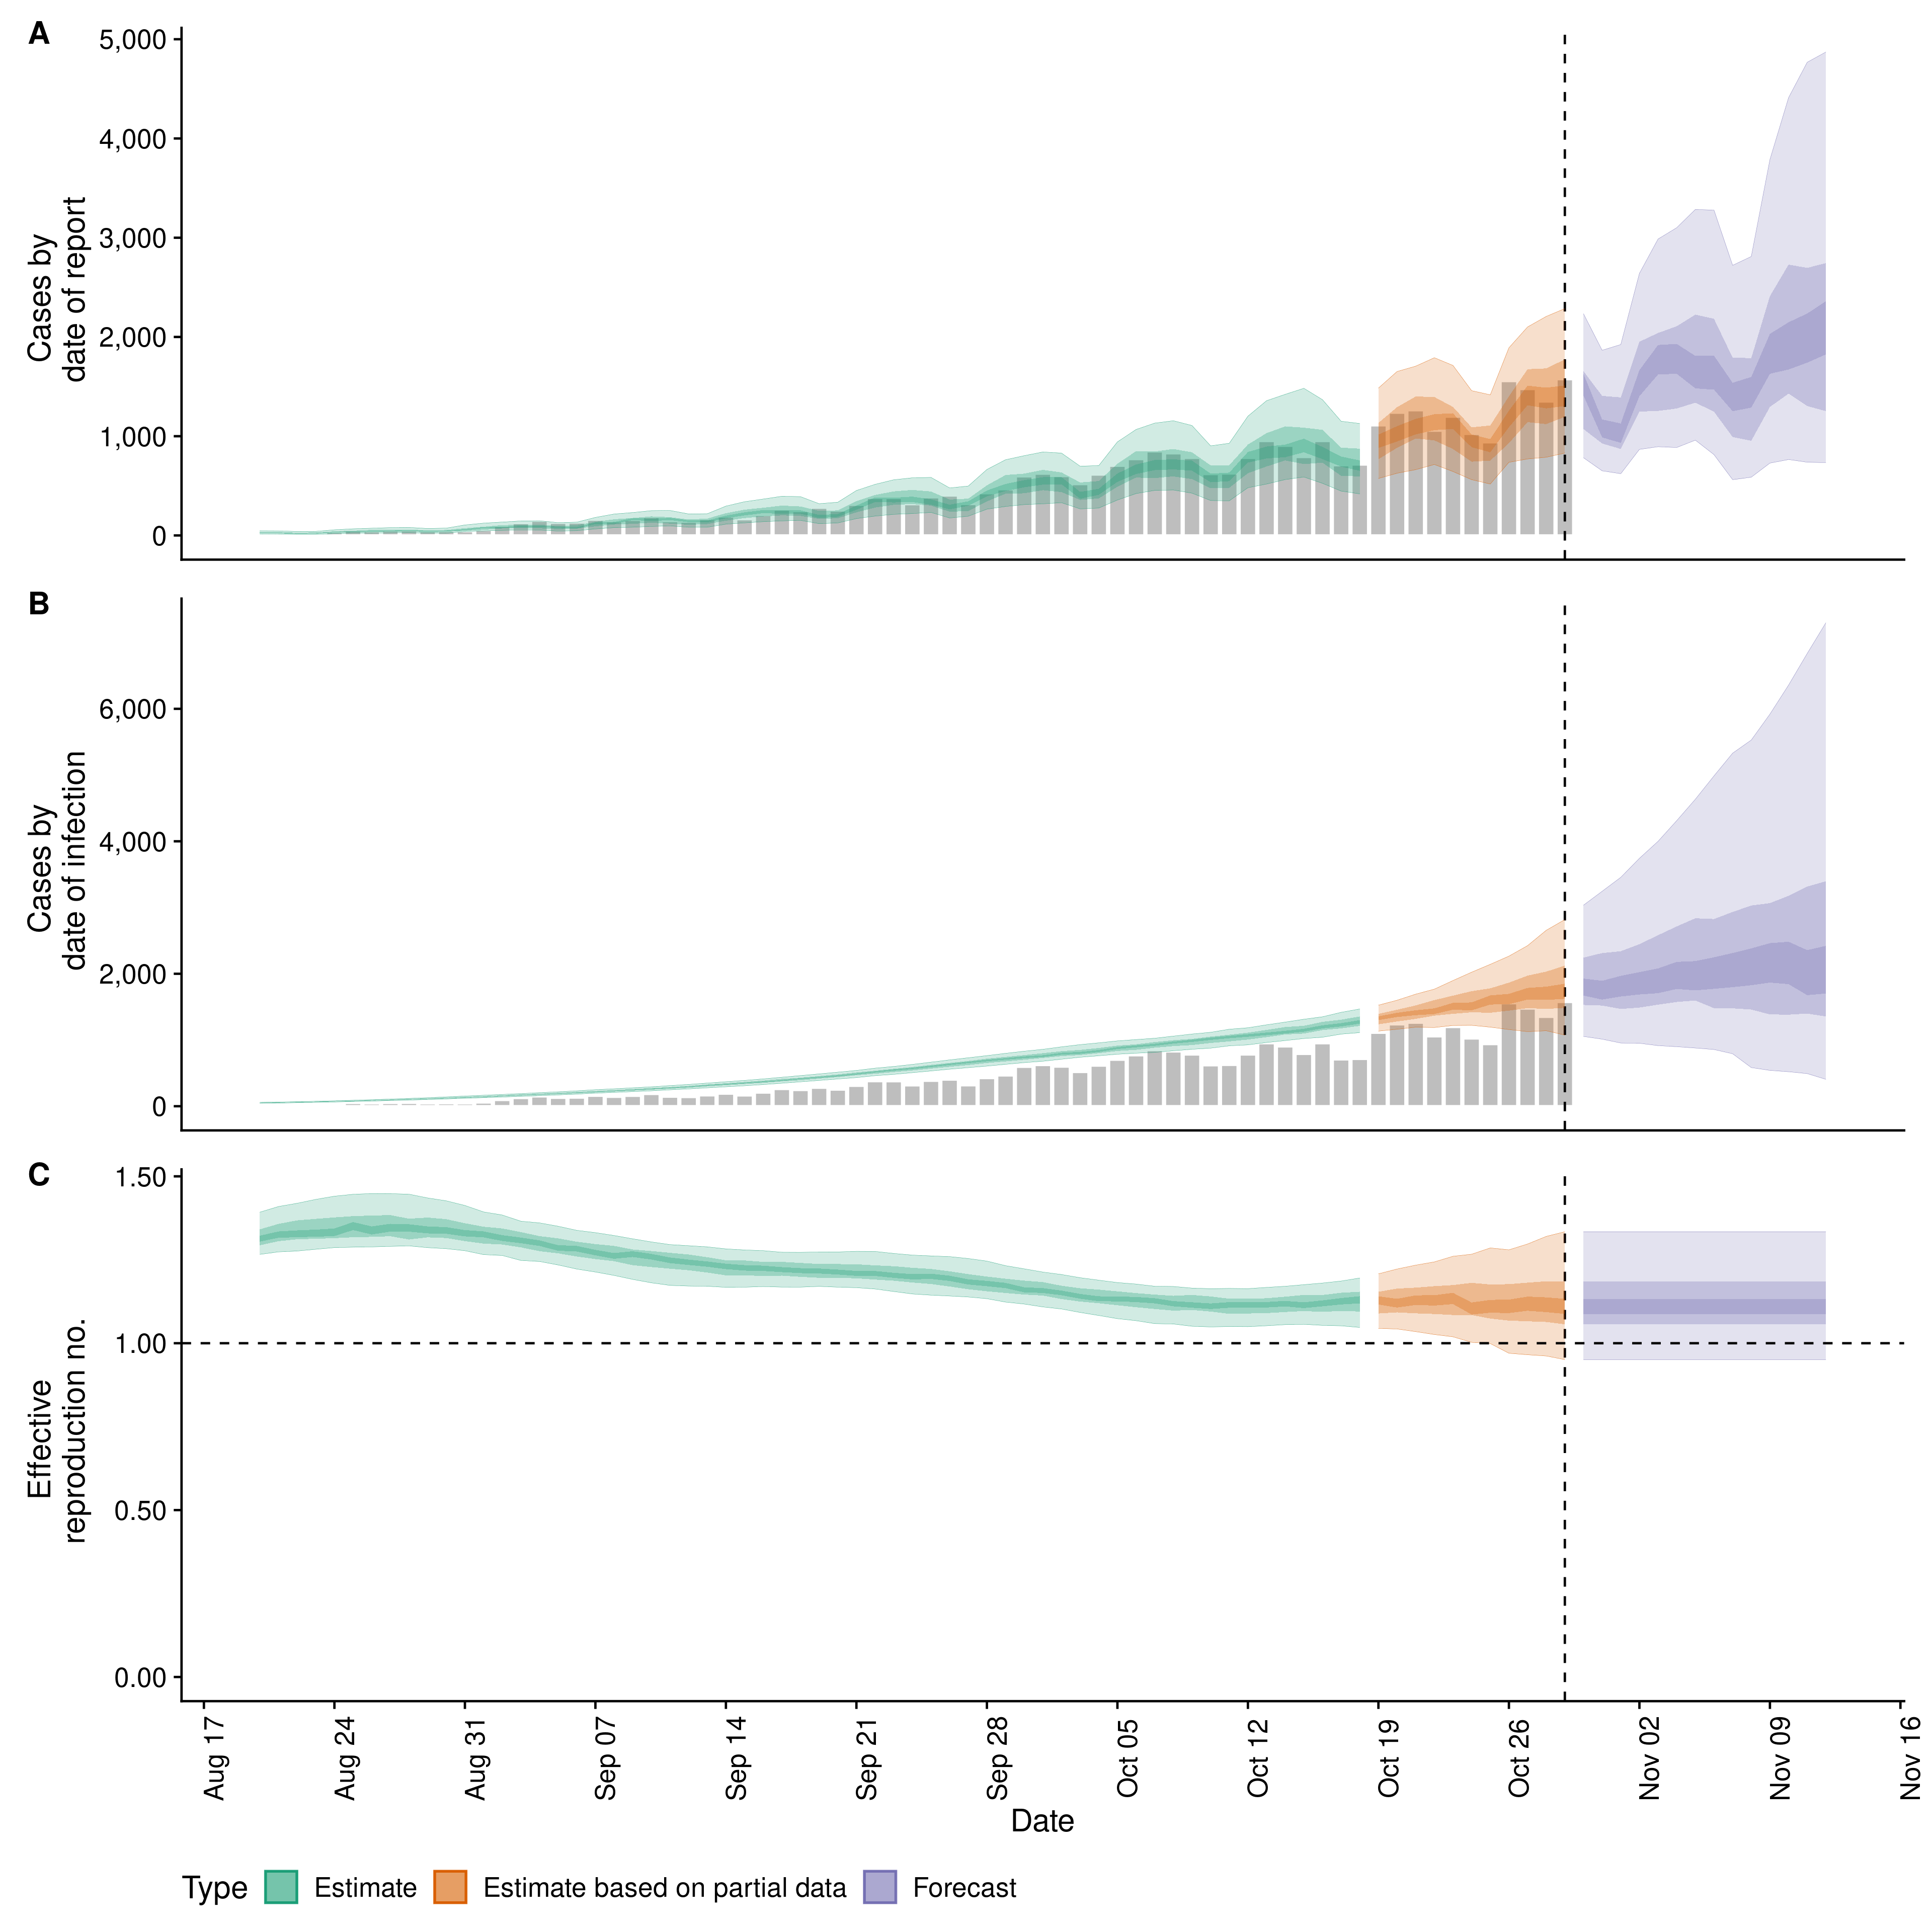 A
5,000
4,000
3,000
2,000
1,000
0
Cases by
date of report
B
6,000
4,000
2,000
0
Cases by
date of infection
C
1.50
1.00
0.50
0.00
Effective
reproduction no.
Aug 17
Aug 24
Aug 31
Sep 07
Sep 14
Sep 21
Sep 28
Oct 05
Oct 12
Oct 19
Oct 26
Nov 02
Nov 09
Nov 16
Date
Type Estimate Estimate based on partial data Forecast